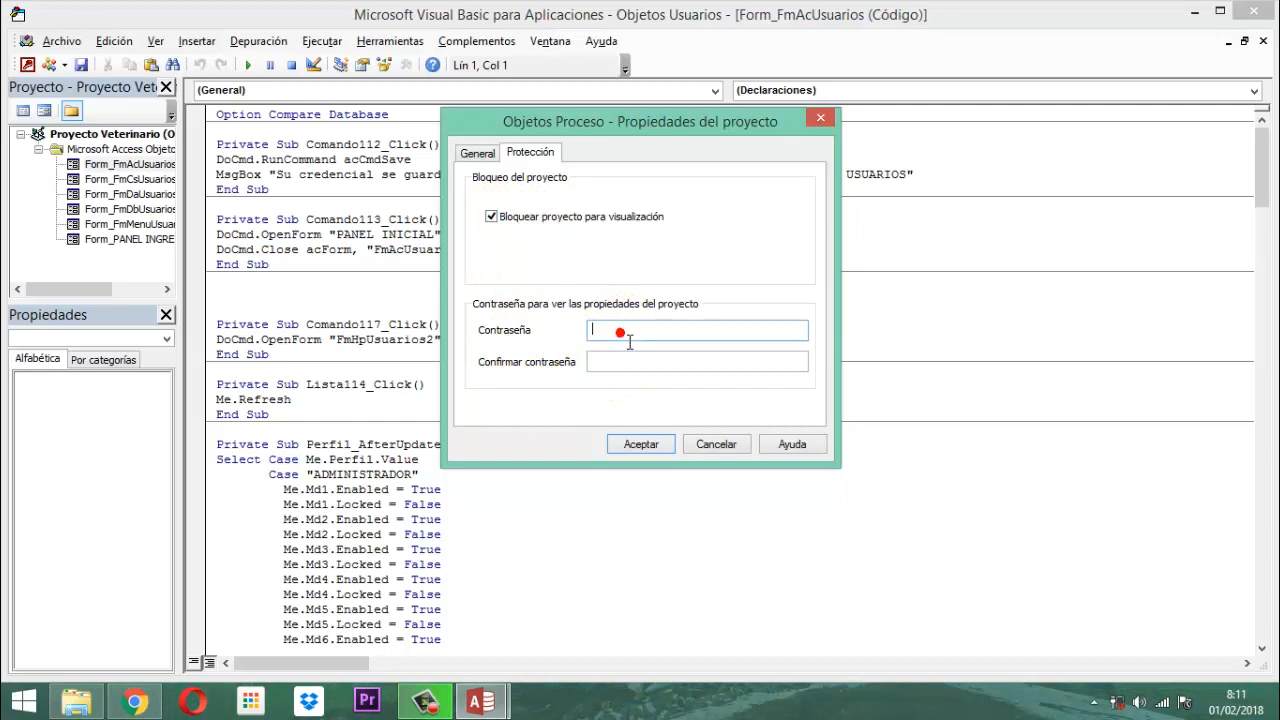 Microsoft Visual Basic para Aplicaciones - Objetos Usuarios - [Form_FmAcUsuarios (Código)]
Archivo Edición Ver Insertar Depuración Ejecutar Herramientas Complementos Ventana Ayuda
Lín 1, Col 1
Proyecto - Proyecto Vete
(General)
(Declaraciones)
Proyecto Veterinario (O
Microsoft Access Objeto
Form_FmAcUsuarios
Form_FmCsUsuarios
Form_FmDaUsuarios
Form_FmDbUsuarios
Form_FmMenuUsuario
Form_PANEL INGRE
Propiedades
Alfabética
Por categorías
Option Compare Database
Private Sub Comando112_Click()
DoCmd.RunCommand acCmdSave
MsgBox "Su credencial se guard USUARIOS"
End Sub
Private Sub Comando113_Click()
DoCmd.OpenForm "PANEL INICIAL"
DoCmd.Close acForm, "FmAcUsuar
End Sub
Private Sub Comando117_Click()
DoCmd.OpenForm "FmHpUsuarios2"
End Sub
Private Sub Lista114_Click()
Me.Refresh
End Sub
Private Sub Perfil_AfterUpdate
Select Case Me.Perfil.Value
Case "ADMINISTRADOR"
Me.Md1.Enabled = True
Me.Md1.Locked = False
Me.Md2.Enabled = True
Me.Md2.Locked = False
Me.Md3.Enabled = True
Me.Md3.Locked = False
Me.Md4.Enabled = True
Me.Md4.Locked = False
Me.Md5.Enabled = True
Me.Md5.Locked = False
Me.Md6.Enabled = True
Objetos Proceso - Propiedades del proyecto
General
Protección
Bloqueo del proyecto
Bloquear proyecto para visualización
Contraseña para ver las propiedades del proyecto
Contraseña
Confirmar contraseña
Aceptar Cancelar Ayuda
Pr
8:11
01/02/2018